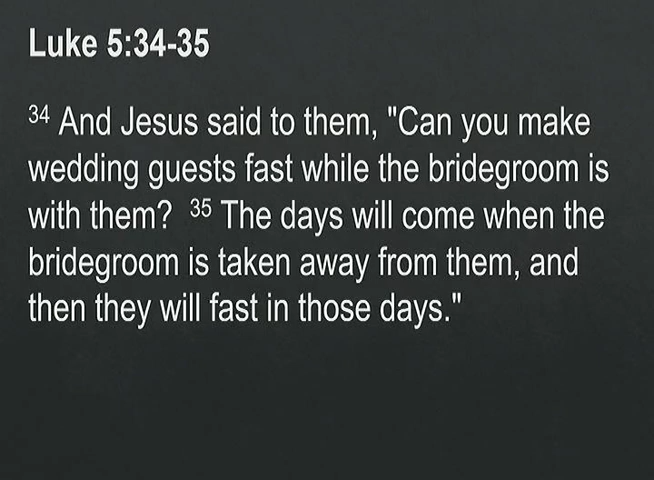 Luke 5:34-35
34 And Jesus said to them, "Can you make
wedding guests fast while the bridegroom is
with them? 35 The days will come when the
bridegroom is taken away from them, and
then they will fast in those days."